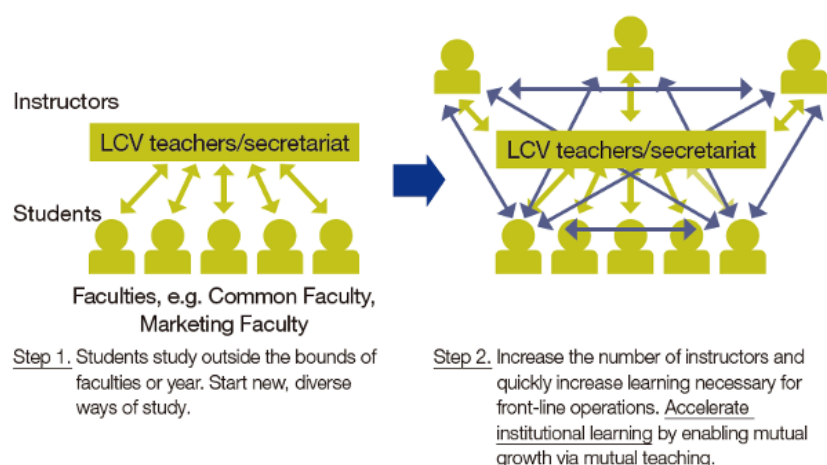 Instructors
LCV teachers/secretariat
Students
Faculties, e.g. Common Faculty,
Marketing Faculty
Step 1. Students study outside the bounds of
faculties or year. Start new, diverse
ways of study.
LCV teachers/secretariat
Step 2. Increase the number of instructors and
quickly increase learning necessary for
front-line operations. Accelerate
institutional learning by enabling mutual
growth via mutual teaching.